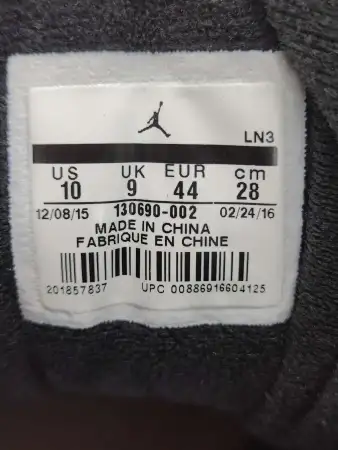 LN3
US UK EUR cm
10 9 44 28
12/08/15 130690-002 02/24/16
MADE IN CHINA
FABRIQUE EN CHINE
201857837 UPC 00886916604125